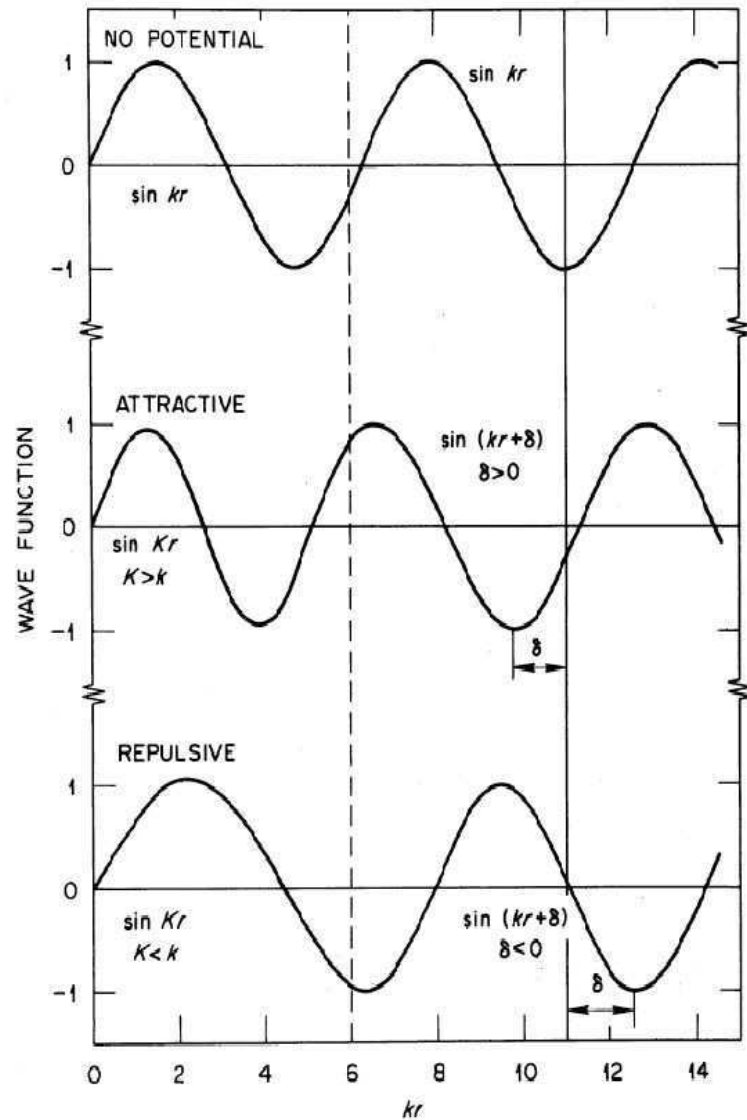 NO POTENTIAL
1
sin kr
0
sin kr
-1
ATTRACTIVE
1
sin (kr+δ)
δ>0
0
sin Kr
K>k
-1
δ
WAVE FUNCTION
REPULSIVE
1
0
sin Kr
K<k
sin (kr+δ)
δ<0
-1
δ
0 2 4 6 8 10 12 14
kr